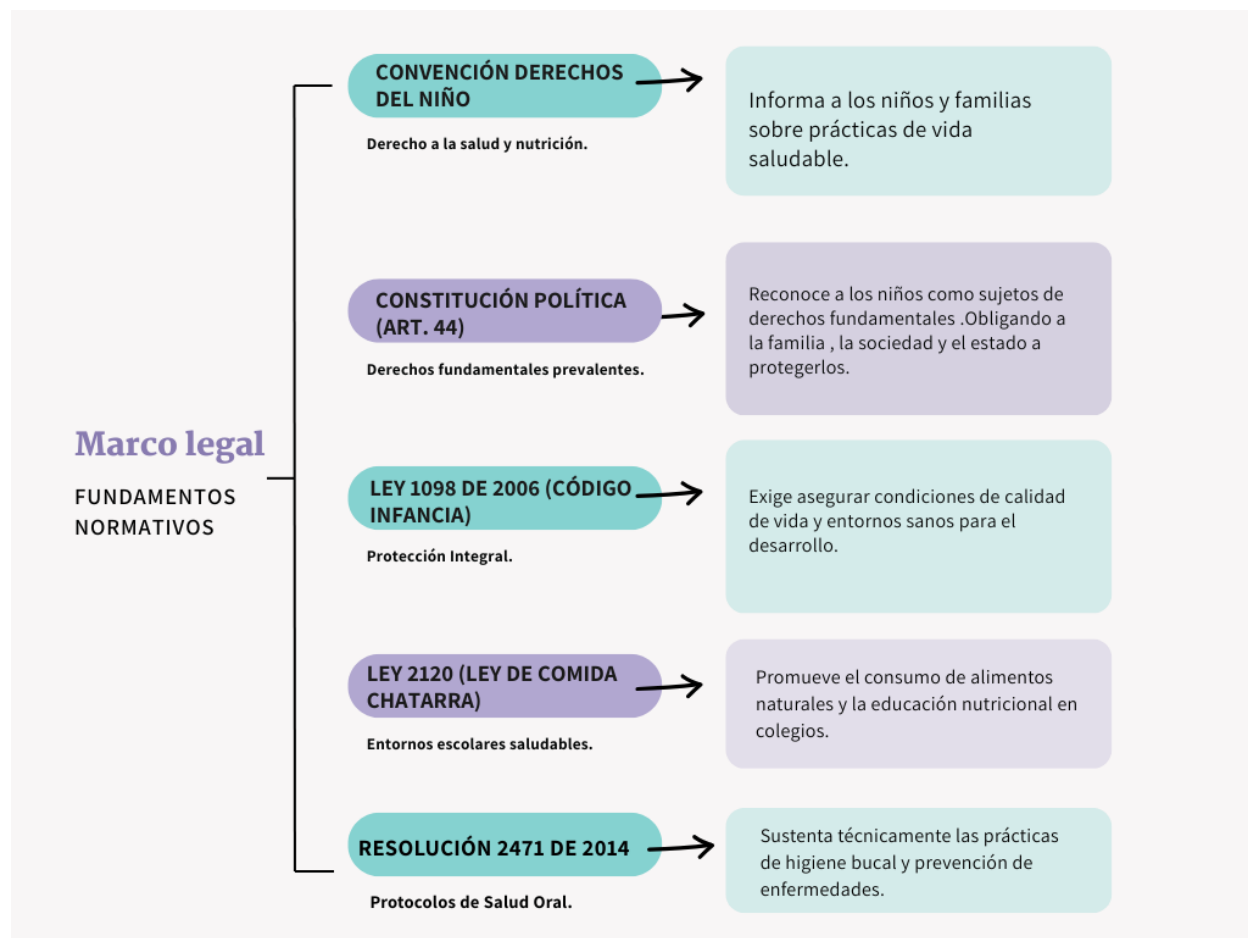 Marco legal
FUNDAMENTOS
NORMATIVOS
CONVENCIÓN DERECHOS
DEL NIÑO
Derecho a la salud y nutrición.
Informa a los niños y familias
sobre prácticas de vida
saludable.
CONSTITUCIÓN POLÍTICA
(ART. 44)
Derechos fundamentales prevalentes.
Reconoce a los niños como sujetos de
derechos fundamentales .Obligando a
la familia , la sociedad y el estado a
protegerlos.
LEY 1098 DE 2006 (CÓDIGO
INFANCIA)
Protección Integral.
Exige asegurar condiciones de calidad
de vida y entornos sanos para el
desarrollo.
LEY 2120 (LEY DE COMIDA
CHATARRA)
Entornos escolares saludables.
Promueve el consumo de alimentos
naturales y la educación nutricional en
colegios.
RESOLUCIÓN 2471 DE 2014
Protocolos de Salud Oral.
Sustenta técnicamente las prácticas
de higiene bucal y prevención de
enfermedades.